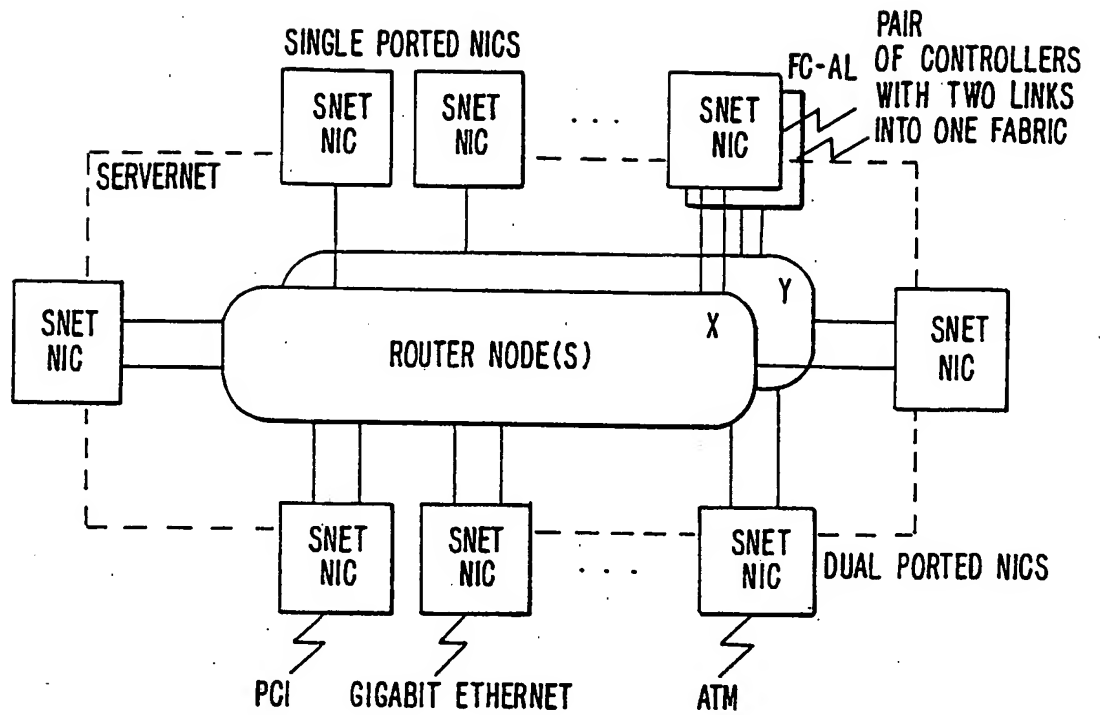 SINGLE PORTED NICS
PAIR
OF CONTROLLERS
WITH TWO LINKS
INTO ONE FABRIC
FC-AL
SNET
NIC
SNET
NIC
. . .
SNET
NIC
SERVERNET
SNET
NIC
Y
X
ROUTER NODE(S)
SNET
NIC
SNET
NIC
SNET
NIC
. . .
SNET
NIC
DUAL PORTED NICS
PCI
GIGABIT ETHERNET
ATM